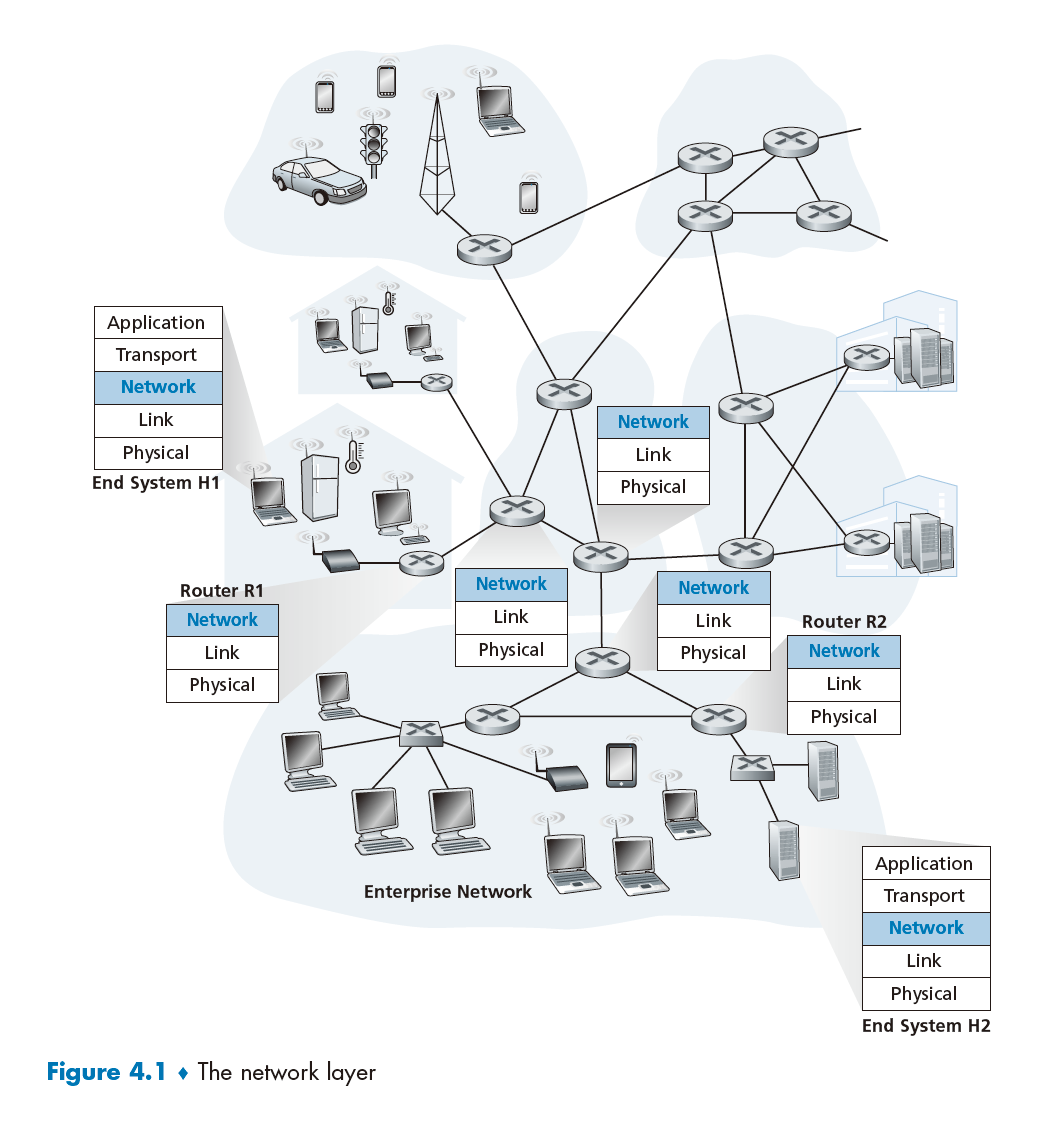 Application
Transport
Network
Link
Physical
End System H1
Network
Link
Physical
Router R1
Network
Link
Physical
Network
Link
Physical
Network
Link
Physical
Router R2
Network
Link
Physical
Enterprise Network
Application
Transport
Network
Link
Physical
End System H2
Figure 4.1 ♦ The network layer